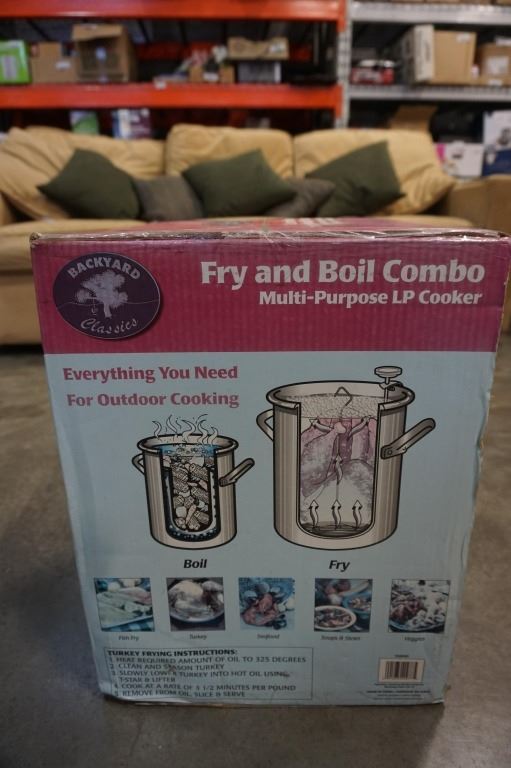 BACKYARD
Classics
Fry and Boil Combo
Multi-Purpose LP Cooker
Everything You Need
For Outdoor Cooking
Boil
Fry
Fish Fry
Turkey
Seafood
Soups & Stews
Veggies
TURKEY FRYING INSTRUCTIONS:
1. HEAT REQUIRED AMOUNT OF OIL TO 325 DEGREES
2. CLEAN AND SEASON TURKEY
3. SLOWLY LOWER TURKEY INTO HOT OIL USING
T-STAR & LIFTER
4. COOK AT A RATE OF 3 1/2 MINUTES PER POUND
5. REMOVE FROM OIL, SLICE & SERVE